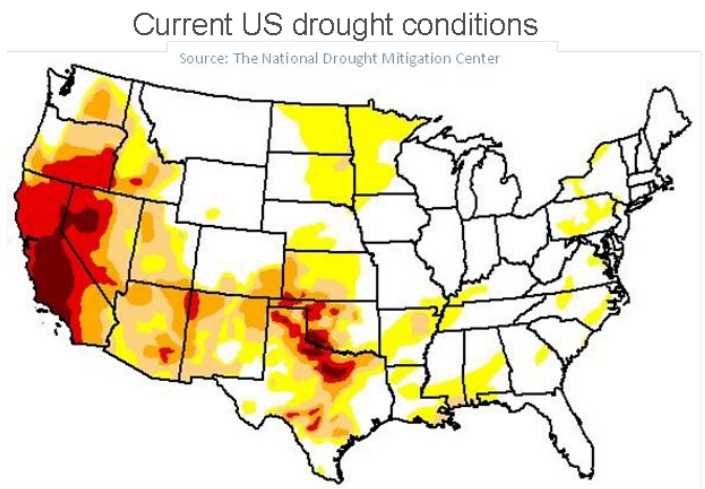 Current US drought conditions
Source: The National Drought Mitigation Center